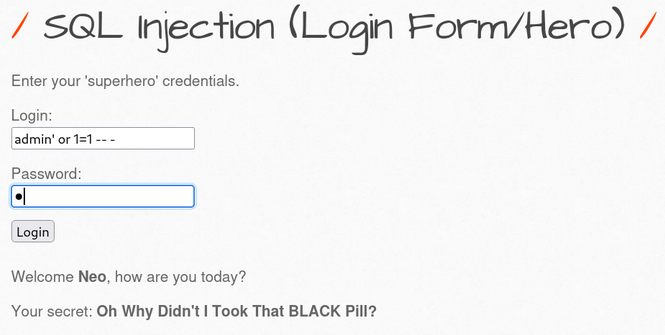 / SQL Injection (Login Form/Hero) /
Enter your 'superhero' credentials.
Login:
admin' or 1=1 -- -
Password:
●
Login
Welcome Neo, how are you today?
Your secret: Oh Why Didn't I Took That BLACK Pill?